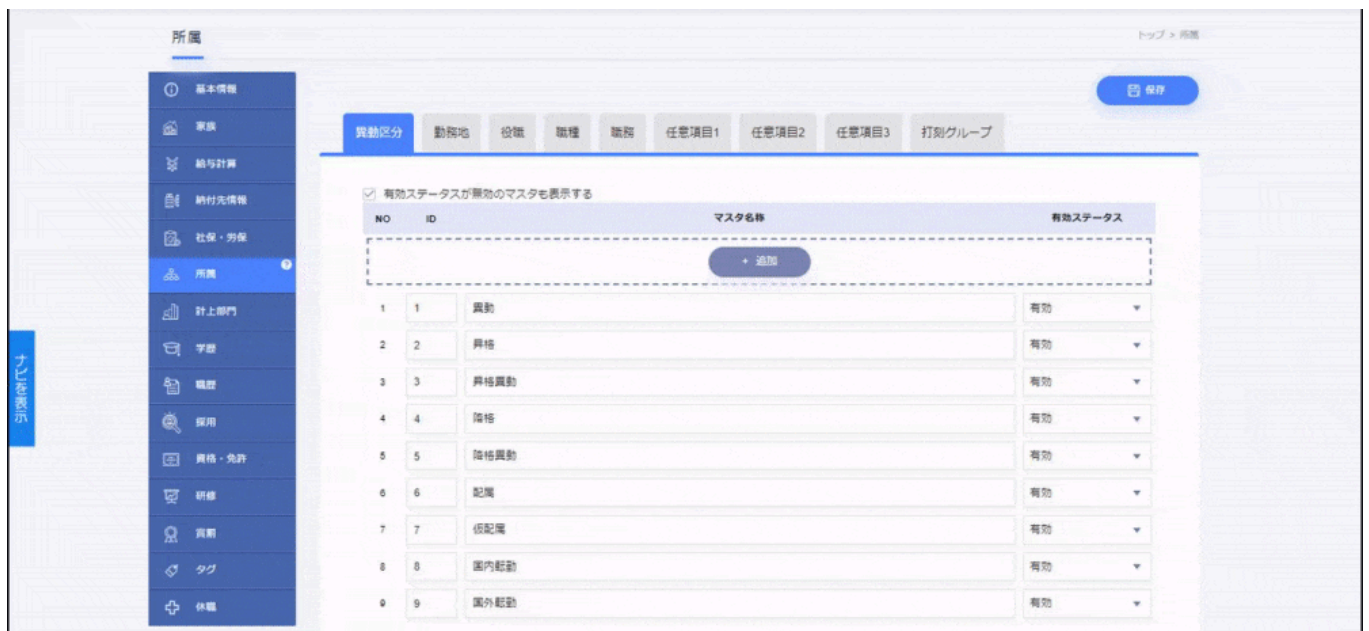 所属
トップ > 所属
基本情報
家族
給与計算
納付先情報
社保・労保
所属
?
計上部門
学歴
職歴
採用
資格・免許
研修
賞罰
タグ
休職
ナビを表示
保存
異動区分 勤務地 役職 職種 職務 任意項目1 任意項目2 任意項目3 打刻グループ
有効ステータスが無効のマスタも表示する
NO ID マスタ名称 有効ステータス
+ 追加
1 1 異動 有効
2 2 昇格 有効
3 3 昇格異動 有効
4 4 降格 有効
5 5 降格異動 有効
6 6 配属 有効
7 7 仮配属 有効
8 8 国内転勤 有効
9 9 国外転勤 有効